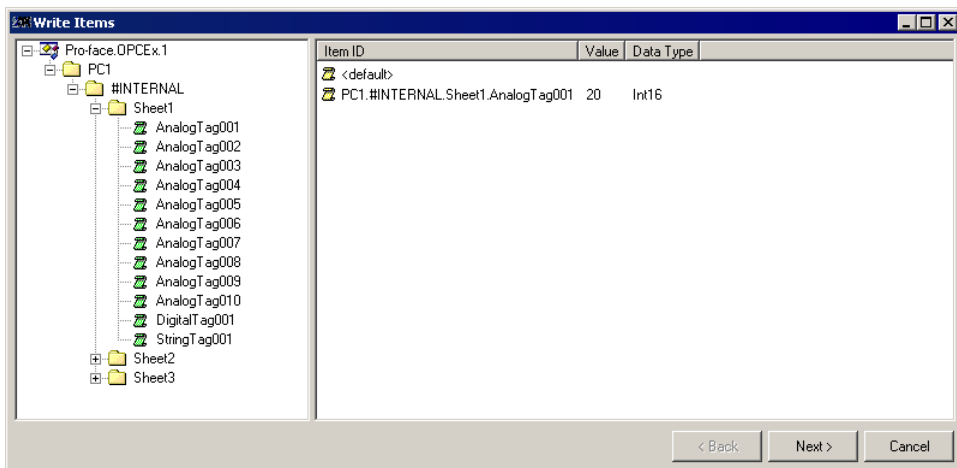 Write Items
Pro-face.OPCEx.1
PC1
#INTERNAL
Sheet1
AnalogTag001
AnalogTag002
AnalogTag003
AnalogTag004
AnalogTag005
AnalogTag006
AnalogTag007
AnalogTag008
AnalogTag009
AnalogTag010
DigitalTag001
StringTag001
Sheet2
Sheet3
Item ID Value Data Type
<default>
PC1.#INTERNAL.Sheet1.AnalogTag001 20 Int16
< Back Next > Cancel